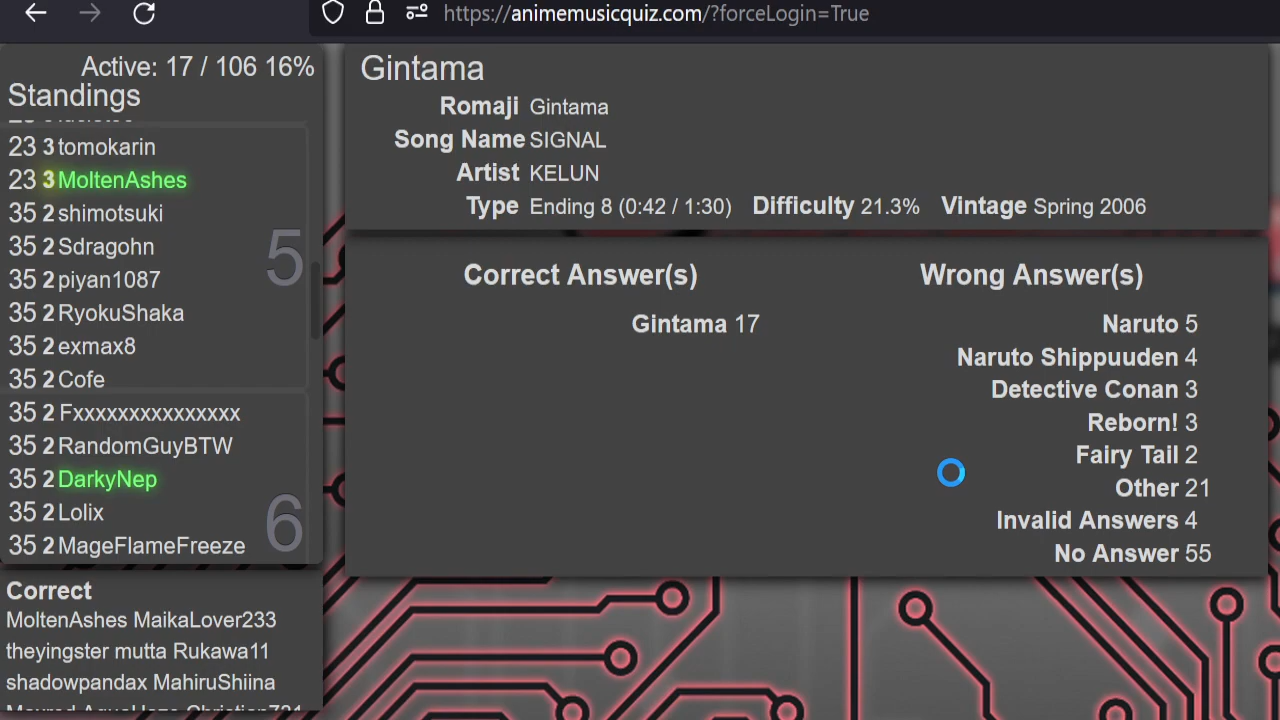 https://animemusicquiz.com/?forceLogin=True
Active: 17 / 106 16%
Standings
23 3 tomokarin
23 3 MoltenAshes
35 2 shimotsuki
35 2 Sdragohn
35 2 piyan1087
35 2 RyokuShaka
35 2 exmax8
35 2 Cofe
5
35 2 Fxxxxxxxxxxxxxxx
35 2 RandomGuyBTW
35 2 DarkyNep
35 2 Lolix
35 2 MageFlameFreeze
6
Correct
MoltenAshes MaikaLover233
theyingster mutta Rukawa11
shadowpandax MahiruShiina
Gintama
Romaji Gintama
Song Name SIGNAL
Artist KELUN
Type Ending 8 (0:42 / 1:30) Difficulty 21.3% Vintage Spring 2006
Correct Answer(s)
Gintama 17
Wrong Answer(s)
Naruto 5
Naruto Shippuuden 4
Detective Conan 3
Reborn! 3
Fairy Tail 2
Other 21
Invalid Answers 4
No Answer 55